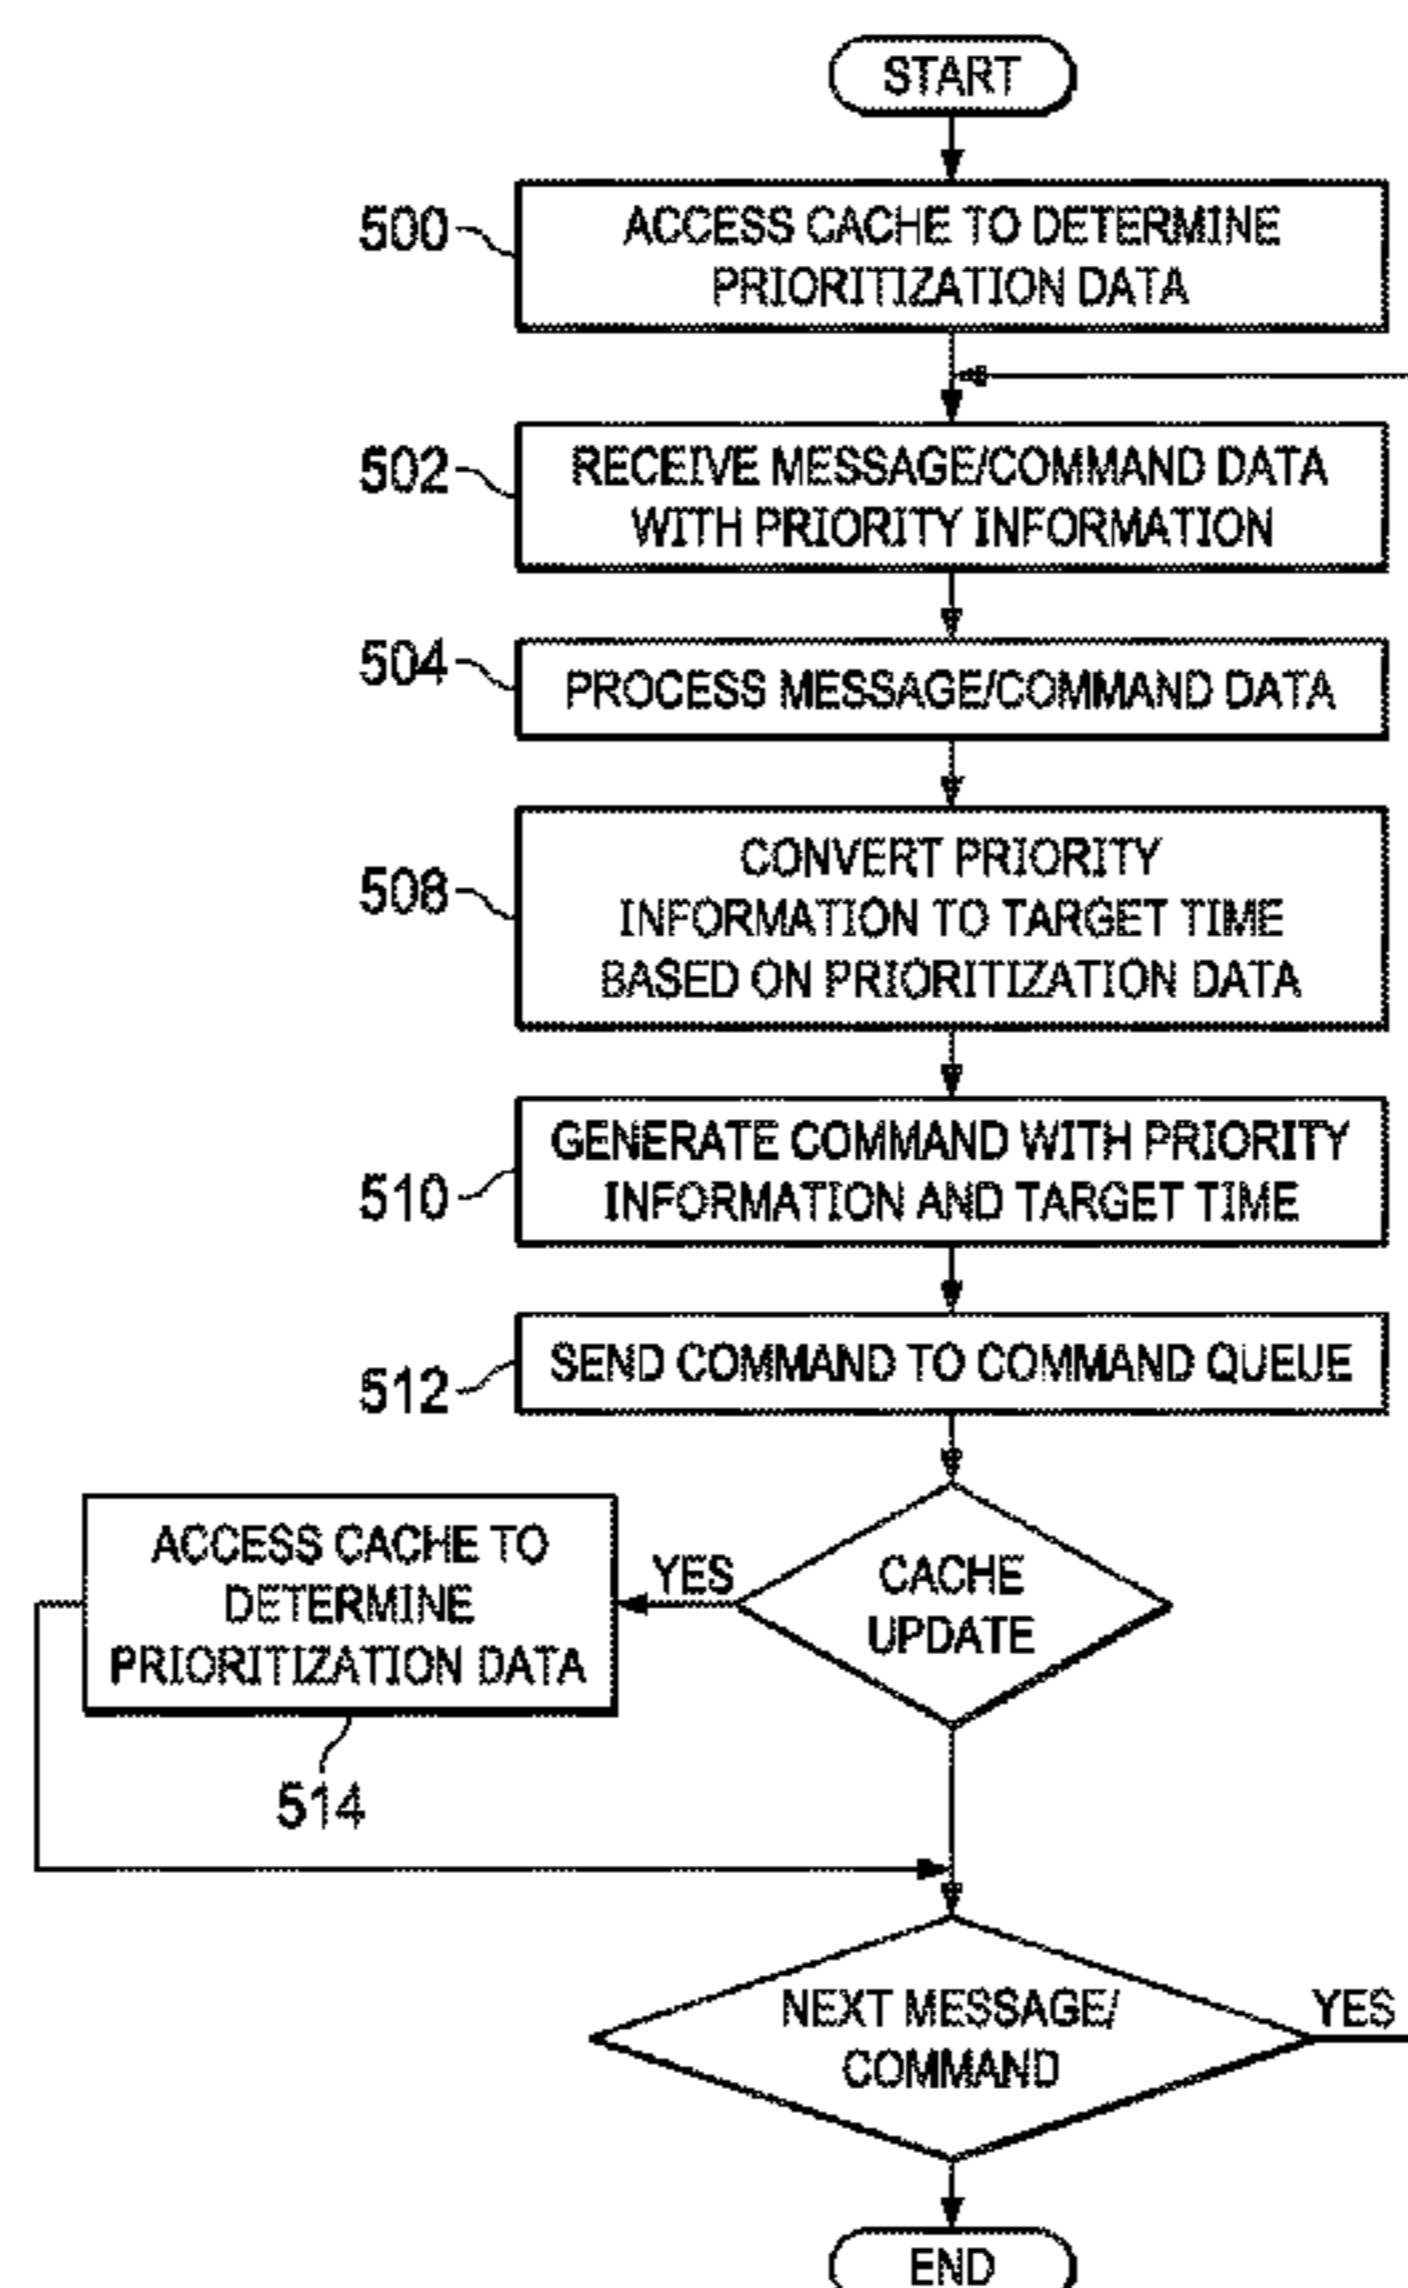 START
500
ACCESS CACHE TO DETERMINE
PRIORITIZATION DATA
502
RECEIVE MESSAGE/COMMAND DATA
WITH PRIORITY INFORMATION
504
PROCESS MESSAGE/COMMAND DATA
508
CONVERT PRIORITY
INFORMATION TO TARGET TIME
BASED ON PRIORITIZATION DATA
510
GENERATE COMMAND WITH PRIORITY
INFORMATION AND TARGET TIME
512
SEND COMMAND TO COMMAND QUEUE
ACCESS CACHE TO
DETERMINE
PRIORITIZATION DATA
514
YES
CACHE
UPDATE
NEXT MESSAGE/
COMMAND
YES
END